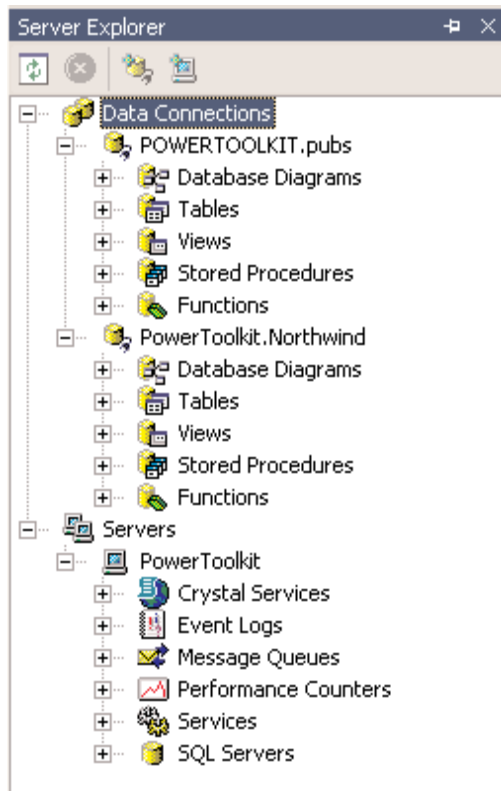 Server Explorer
Data Connections
POWERTOOLKIT.pubs
Database Diagrams
Tables
Views
Stored Procedures
Functions
PowerToolkit.Northwind
Database Diagrams
Tables
Views
Stored Procedures
Functions
Servers
PowerToolkit
Crystal Services
Event Logs
Message Queues
Performance Counters
Services
SQL Servers